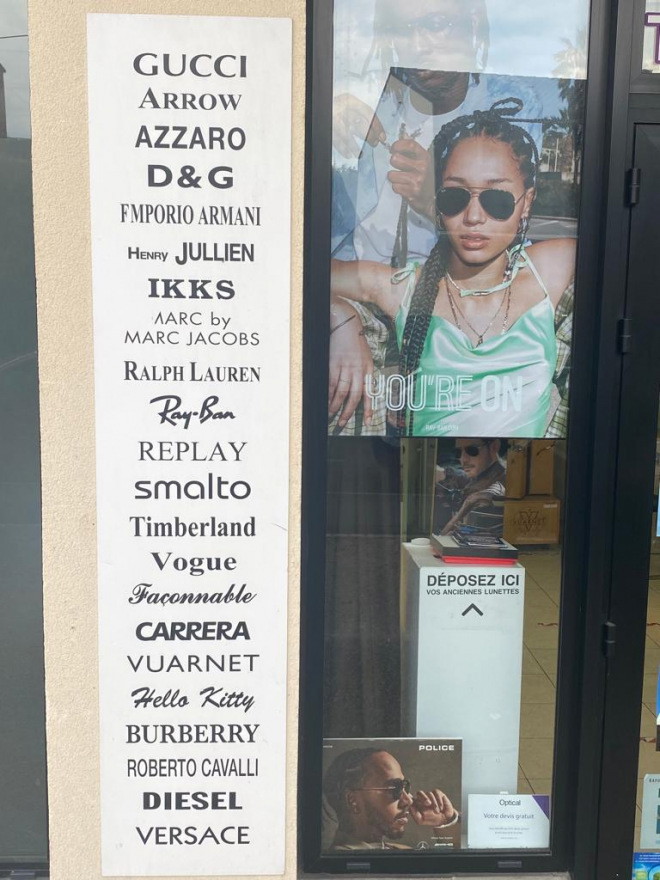 GUCCI
ARROW
AZZARO
D&G
EMPORIO ARMANI
HENRY JULLIEN
IKKS
MARC by
MARC JACOBS
RALPH LAUREN
Ray-Ban
REPLAY
smalto
Timberland
Vogue
Façonnable
CARRERA
VUARNET
Hello Kitty
BURBERRY
ROBERTO CAVALLI
DIESEL
VERSACE
YOU'RE ON
DÉPOSEZ ICI
VOS ANCIENNES LUNETTES
POLICE
Optical
Votre devis gratuit